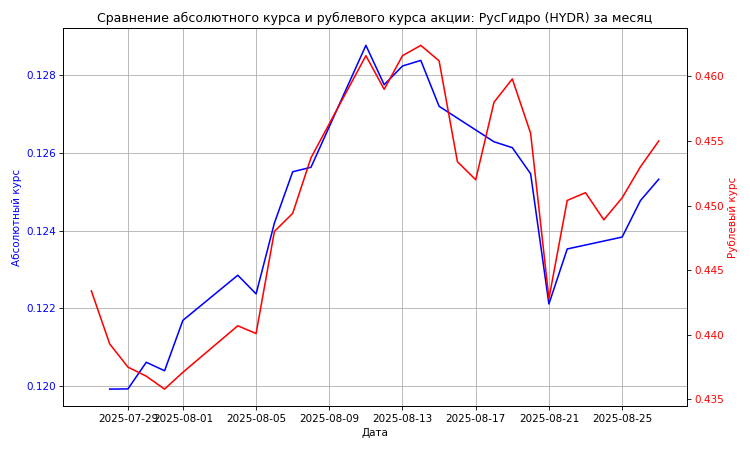 Сравнение абсолютного курса и рублевого курса акции: РусГидро (HYDR) за месяц
Абсолютный курс
0.128
0.126
0.124
0.122
0.120
0.460
0.455
0.450
0.445
0.440
0.435
Рублевый курс
2025-07-29 2025-08-01 2025-08-05 2025-08-09 2025-08-13 2025-08-17 2025-08-21 2025-08-25
Дата